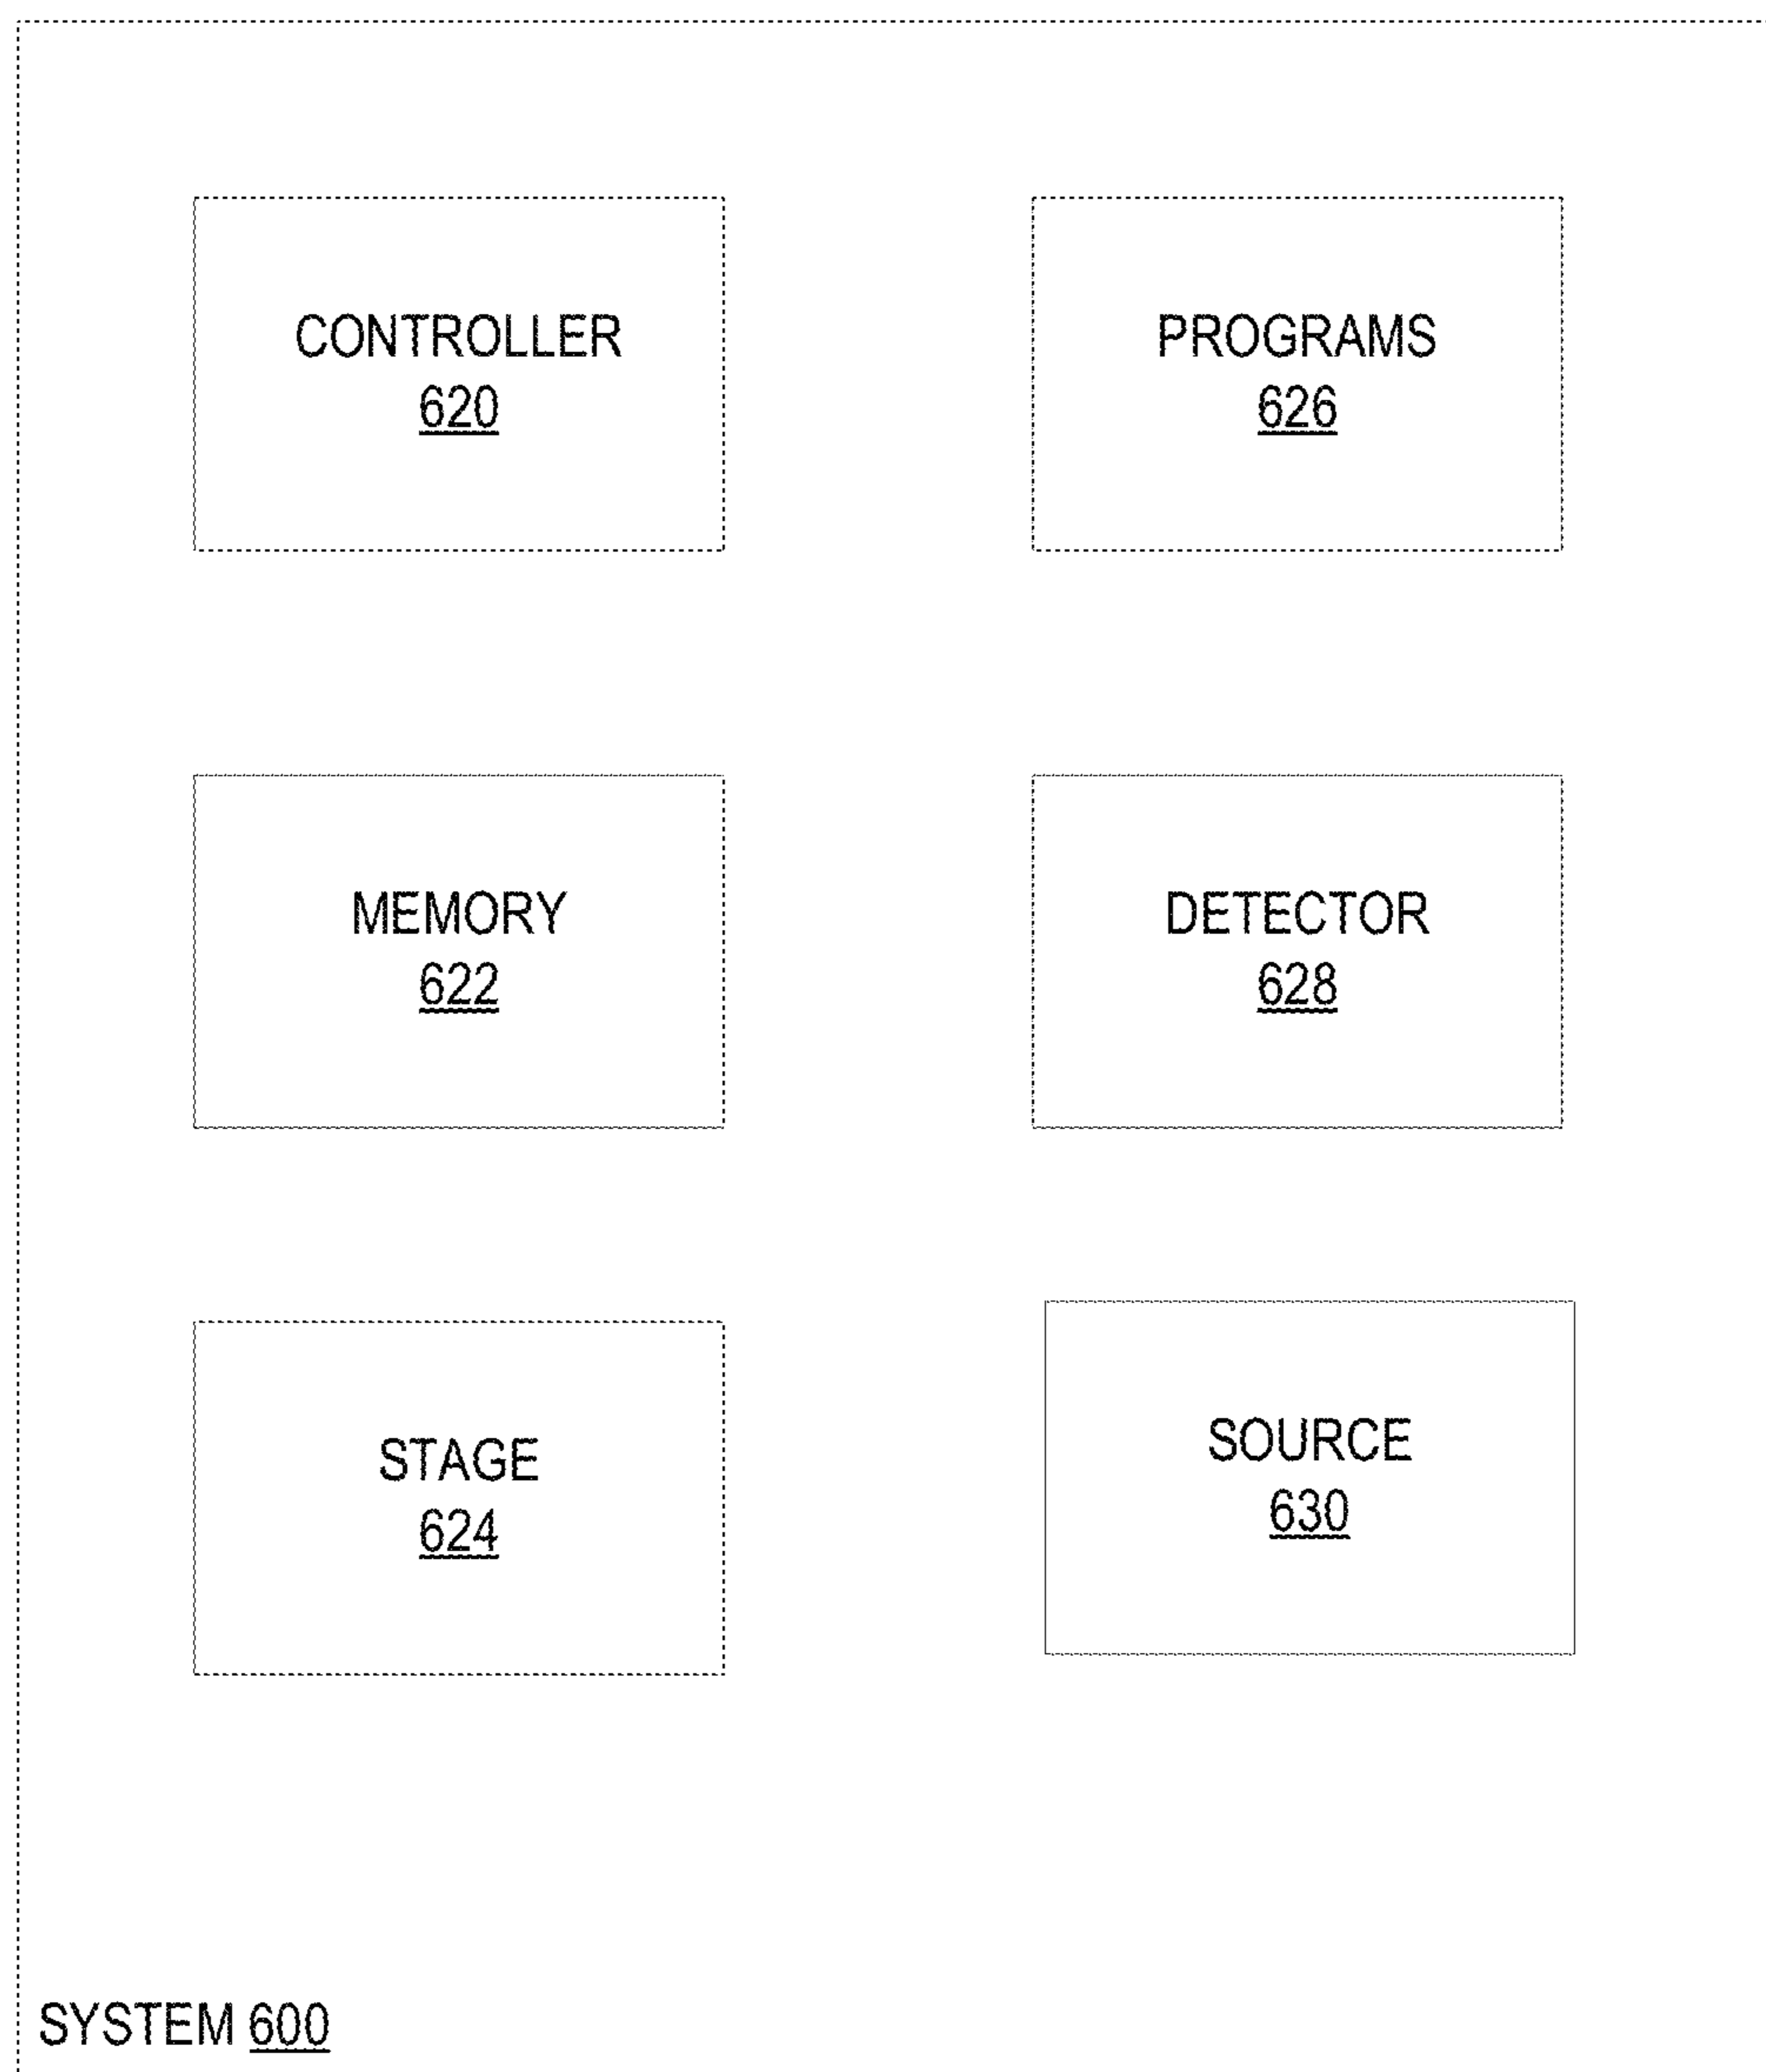 CONTROLLER
620
PROGRAMS
626
MEMORY
622
DETECTOR
628
STAGE
624
SOURCE
630
SYSTEM 600